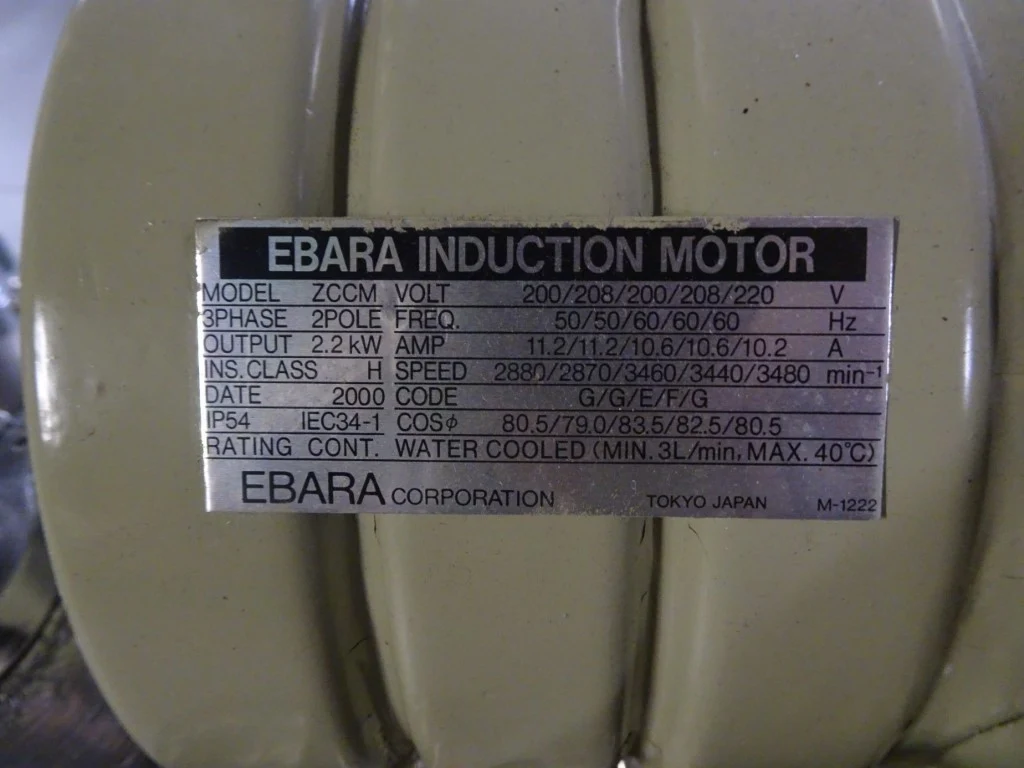 EBARA INDUCTION MOTOR
MODEL ZCCM VOLT 200/208/200/208/220 V
3PHASE 2POLE FREQ. 50/50/60/60/60 Hz
OUTPUT 2.2 kW AMP 11.2/11.2/10.6/10.6/10.2 A
INS.CLASS H SPEED 2880/2870/3460/3440/3480 min⁻¹
DATE 2000 CODE G/G/E/F/G
IP54 IEC34-1 COSφ 80.5/79.0/83.5/82.5/80.5
RATING CONT. WATER COOLED (MIN. 3L/min, MAX. 40℃)
EBARA CORPORATION TOKYO JAPAN M-1222